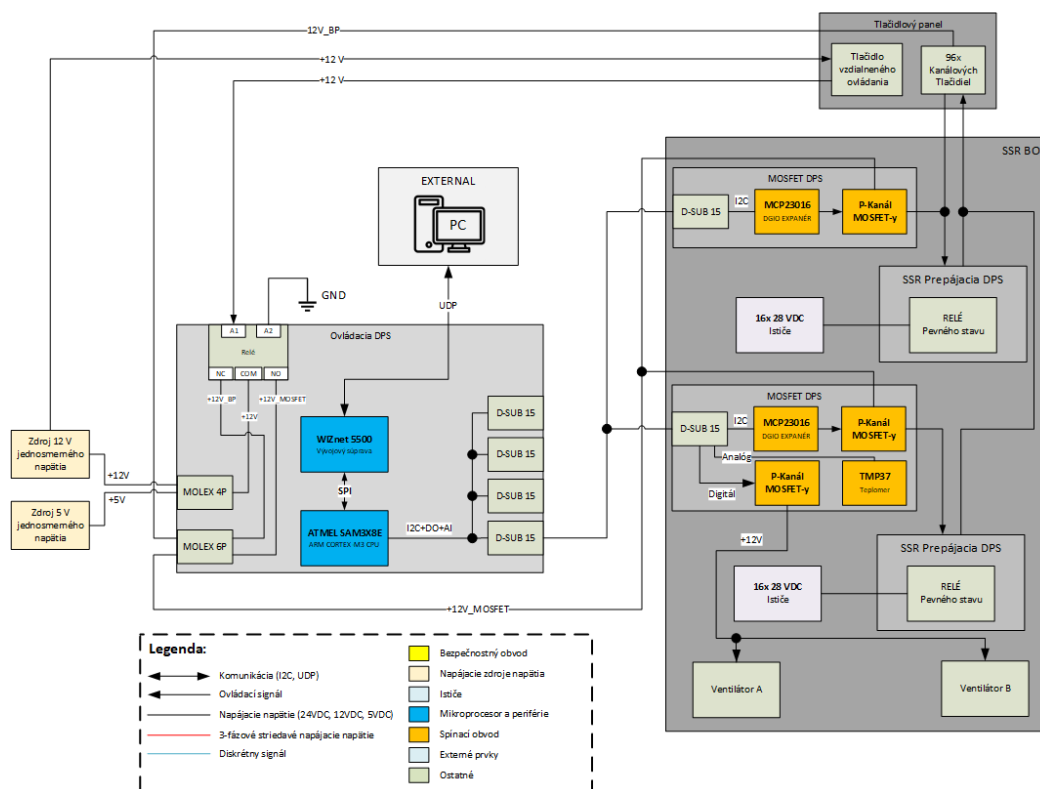 12V_BP
+12 V
+12 V
Tlačidlový panel
Tlačidlo
vzdialeného
ovládania
96x
Kanálových
Tlačidiel
EXTERNAL
PC
UDP
GND
SSR BO
MOSFET DPS
D-SUB 15
I2C
MCP23016
DGIO EXPANÉR
P-Kanál
MOSFET-y
SSR Prepájacia DPS
16x 28 VDC
Ističe
RELÉ
Pevného stavu
Ovládacia DPS
A1
A2
Relé
NC
COM
NO
+12V_BP
+12V_MOSFET
+12V
WIZnet 5500
Vývojový súprava
SPI
ATMEL SAM3X8E
ARM CORTEX-M3 CPU
I2C+DO+AI
D-SUB 15
D-SUB 15
D-SUB 15
D-SUB 15
Zdroj 12 V
jednosmerného
napätia
+12V
+5V
Zdroj 5 V
jednosmerného
napätia
MOLEX 4P
MOLEX 6P
+12V_MOSFET
MOSFET DPS
D-SUB 15
I2C
MCP23016
DGIO EXPANÉR
P-Kanál
MOSFET-y
Analóg
Digitál
P-Kanál
MOSFET-y
TMP37
Teplomer
+12V
SSR Prepájacia DPS
16x 28 VDC
Ističe
RELÉ
Pevného stavu
Ventilátor A
Ventilátor B
Legenda:
Komunikácia (I2C, UDP)
Ovládací signál
Napájacie napätie (24VDC, 12VDC, 5VDC)
3-fázové striedavé napájacie napätie
Diskrétný signál
Bezpečnostný obvod
Napájacie zdroje napätia
Ističe
Mikroprocesor a periférie
Spínací obvod
Externé prvky
Ostatné